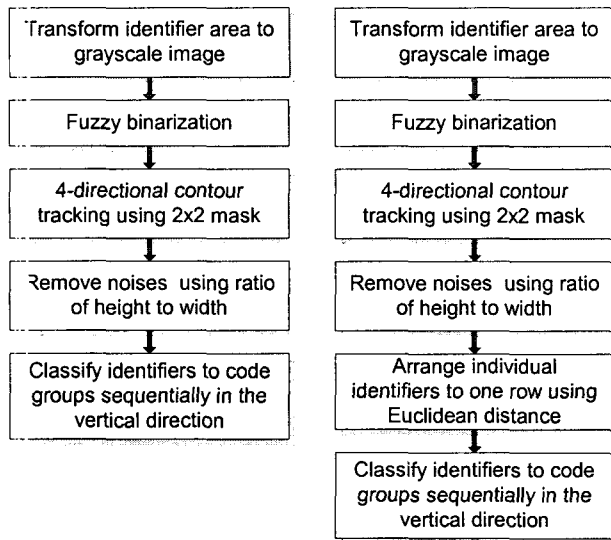 Transform identifier area to
grayscale image
Fuzzy binarization
4-directional contour
tracking using 2x2 mask
Remove noises using ratio
of height to width
Classify identifiers to code
groups sequentially in the
vertical direction
Transform identifier area to
grayscale image
Fuzzy binarization
4-directional contour
tracking using 2x2 mask
Remove noises using ratio
of height to width
Arrange individual
identifiers to one row using
Euclidean distance
Classify identifiers to code
groups sequentially in the
vertical direction